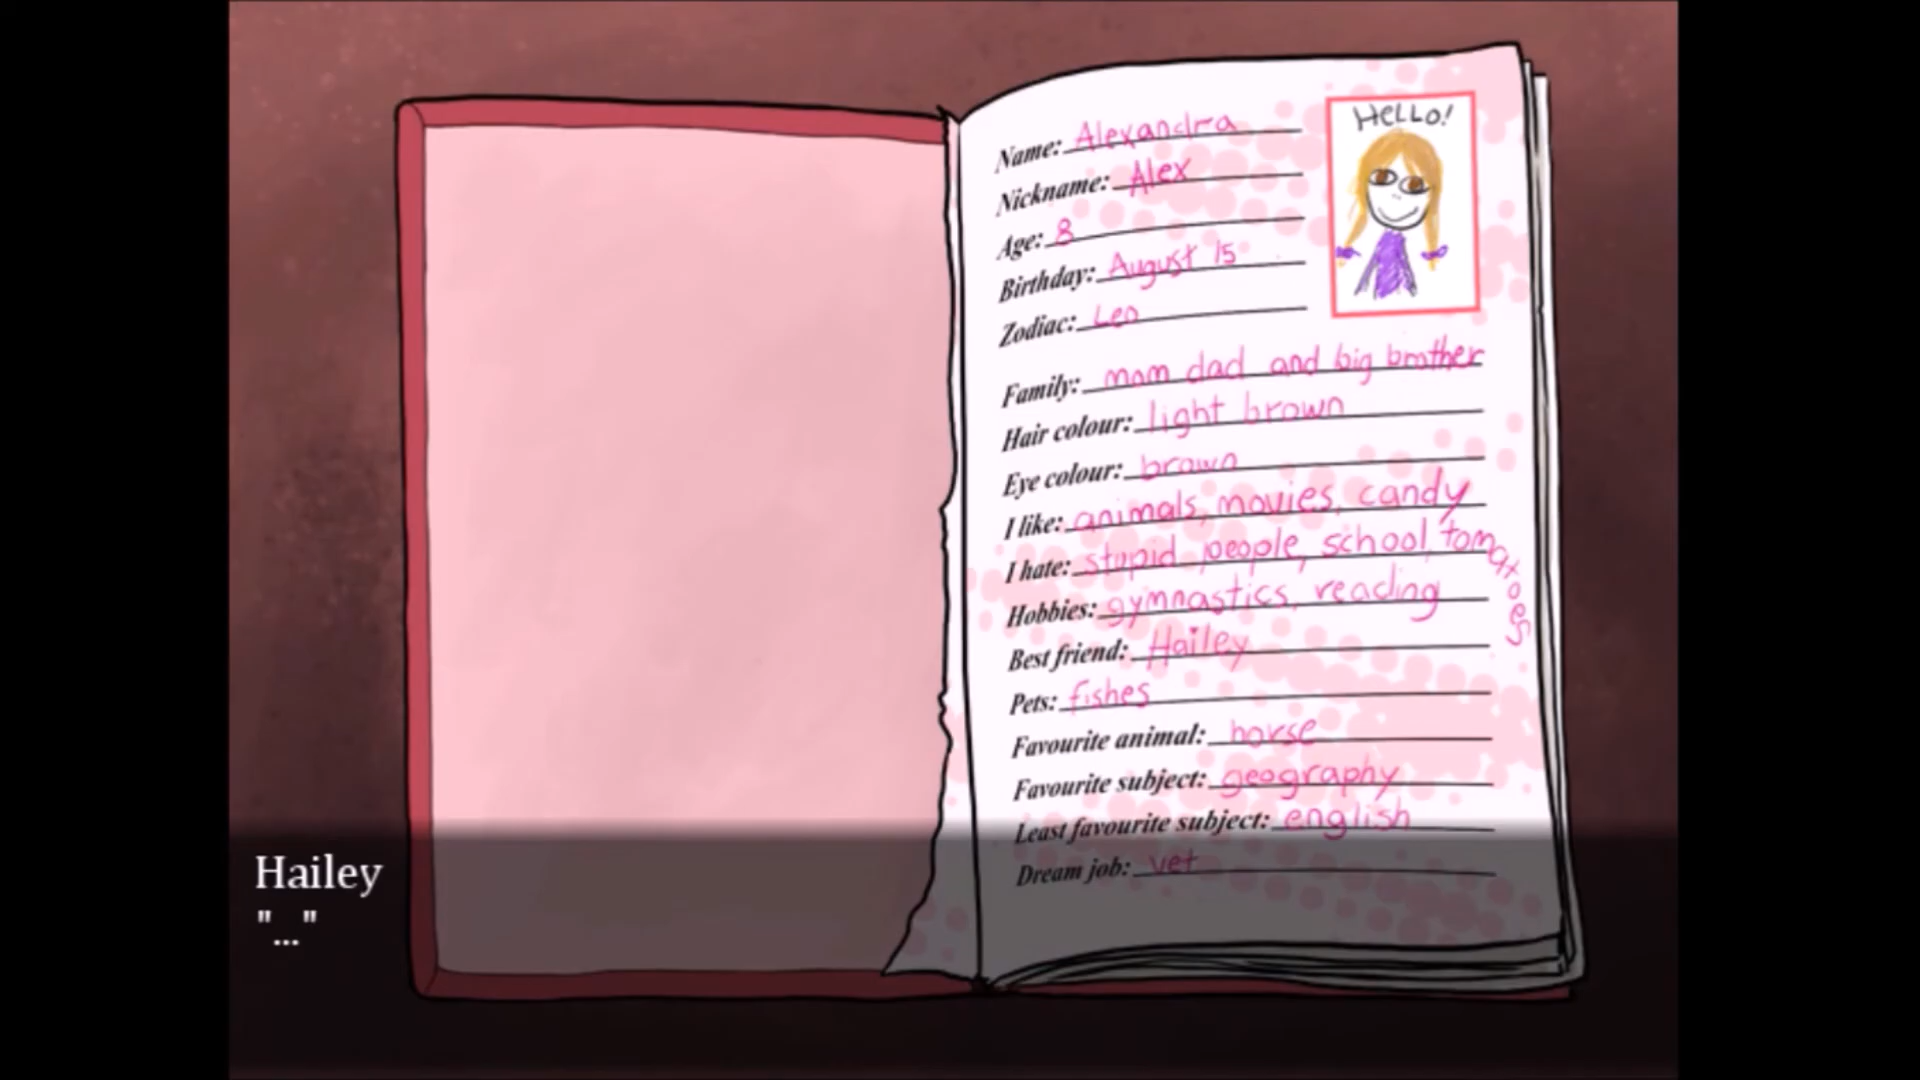 HELLO!
Name: Alexandra
Nickname: Alex
Age: 8
Birthday: August 15
Zodiac: Leo
Family: mom dad and big brother
Hair colour: light brown
Eye colour: brown
I like: animals, movies, candy
I hate: stupid people, school, tomatoes
Hobbies: gymnastics, reading
Best friend: Hailey
Pets: fishes
Favourite animal: horse
Favourite subject: geography
Least favourite subject: english
Dream job: vet
Hailey
"..."